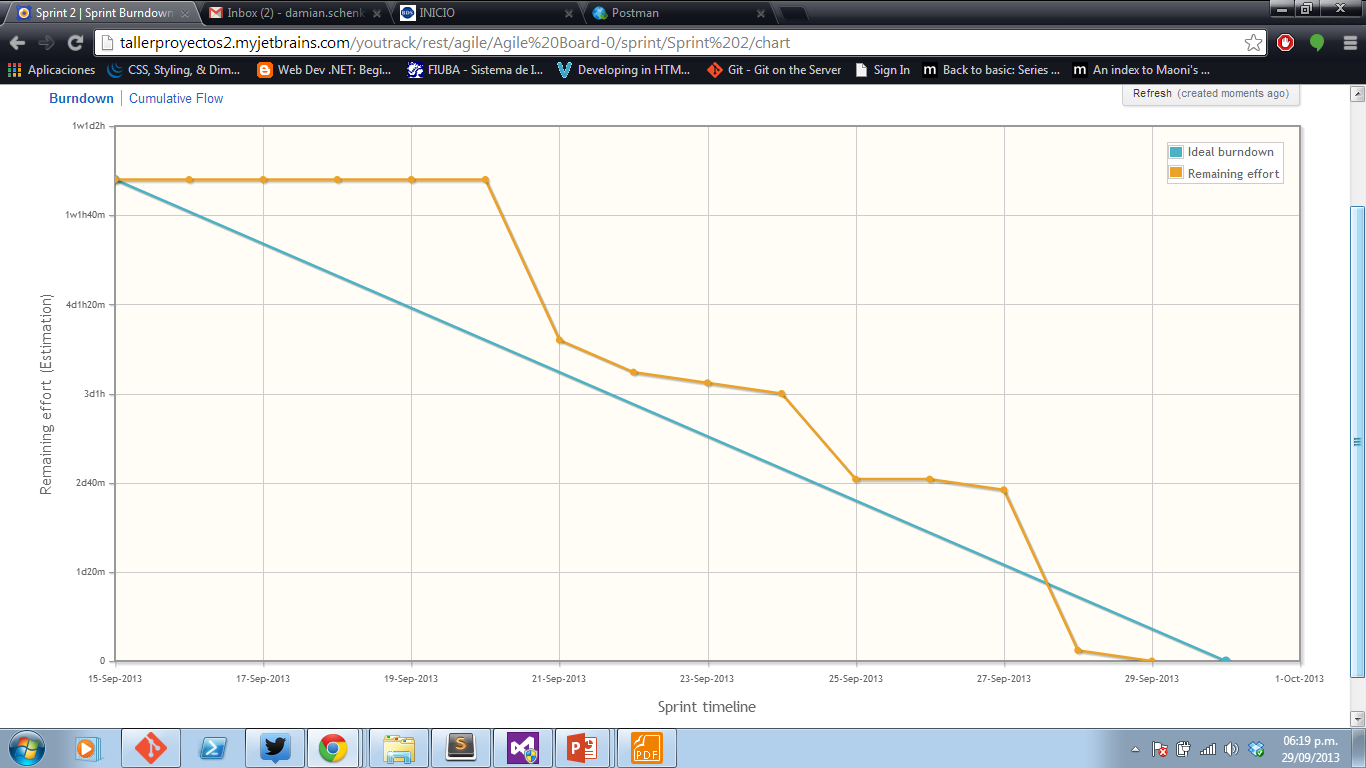 Sprint 2 | Sprint Burndown
Inbox (2) - damian.schenk
INICIO
Postman
tallerproyectos2.myjetbrains.com/youtrack/rest/agile/Agile%20Board-0/sprint/Sprint%202/chart
Aplicaciones
CSS, Styling, & Dim...
Web Dev .NET: Begi...
FIUBA - Sistema de I...
Developing in HTM...
Git - Git on the Server
Sign In
Back to basic: Series ...
An index to Maoni's ...
Burndown | Cumulative Flow
Refresh (created moments ago)
Ideal burndown
Remaining effort
Remaining effort (Estimation)
1w1d2h
1w1h40m
4d1h20m
3d1h
2d40m
1d20m
0
15-Sep-2013 17-Sep-2013 19-Sep-2013 21-Sep-2013 23-Sep-2013 25-Sep-2013 27-Sep-2013 29-Sep-2013 1-Oct-2013
Sprint timeline
PDF
06:19 p.m.
29/09/2013